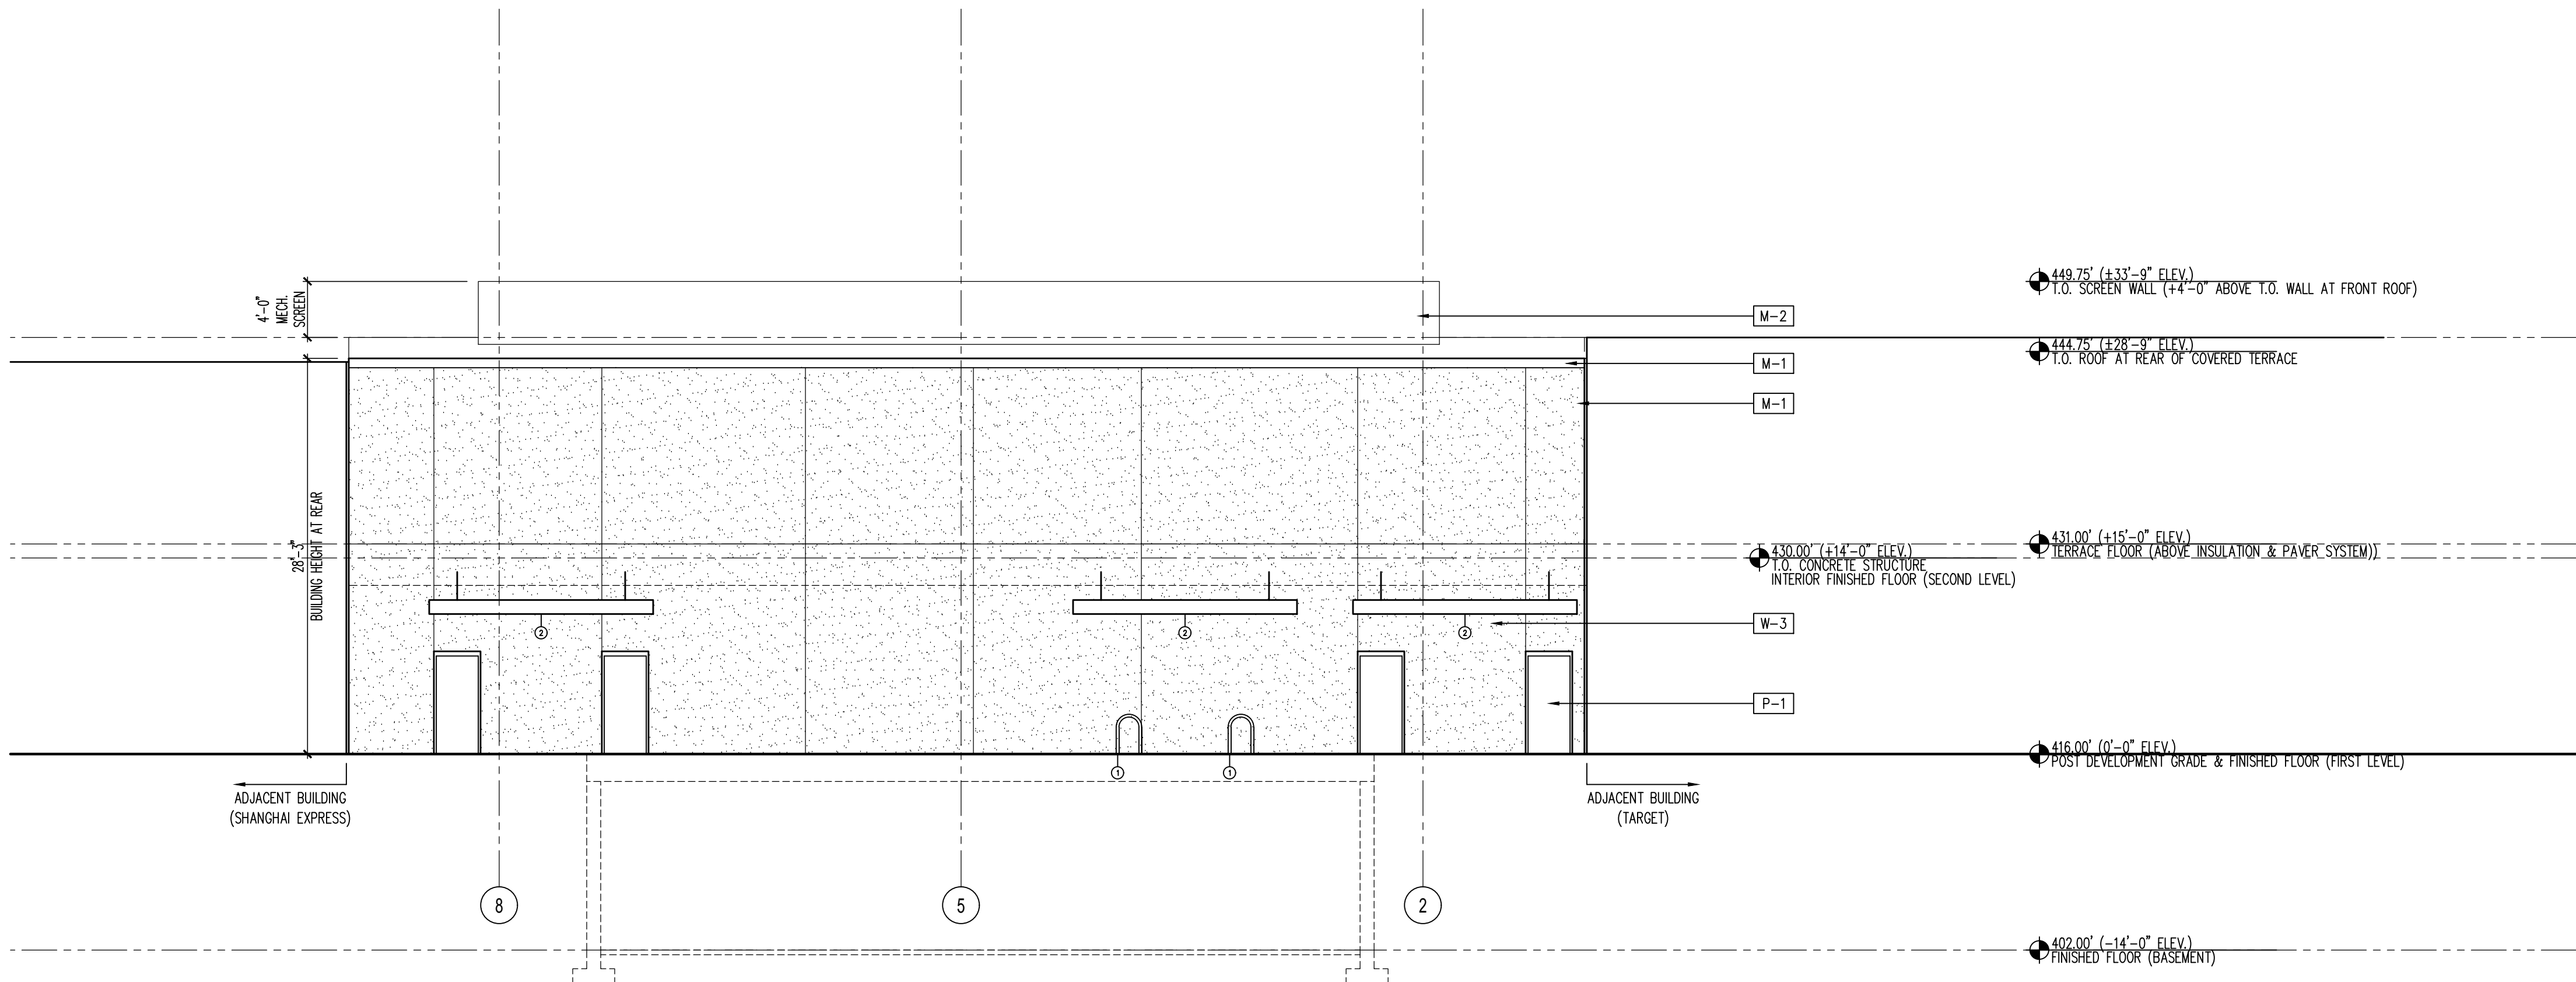 449.75' (±33'-9" ELEV.)
T.O. SCREEN WALL (+4'-0" ABOVE T.O. WALL AT FRONT ROOF)
4'-0"
MECH.
SCREEN
M-2
444.75' (±28'-9" ELEV.)
T.O. ROOF AT REAR OF COVERED TERRACE
M-1
M-1
28'-3"
BUILDING HEIGHT AT REAR
431.00' (+15'-0" ELEV.)
TERRACE FLOOR (ABOVE INSULATION & PAVER SYSTEM))
430.00' (+14'-0" ELEV.)
T.O. CONCRETE STRUCTURE
INTERIOR FINISHED FLOOR (SECOND LEVEL)
2
2
2
W-3
P-1
416.00' (0'-0" ELEV.)
POST DEVELOPMENT GRADE & FINISHED FLOOR (FIRST LEVEL)
1
1
ADJACENT BUILDING
(SHANGHAI EXPRESS)
ADJACENT BUILDING
(TARGET)
8
5
2
402.00' (-14'-0" ELEV.)
FINISHED FLOOR (BASEMENT)